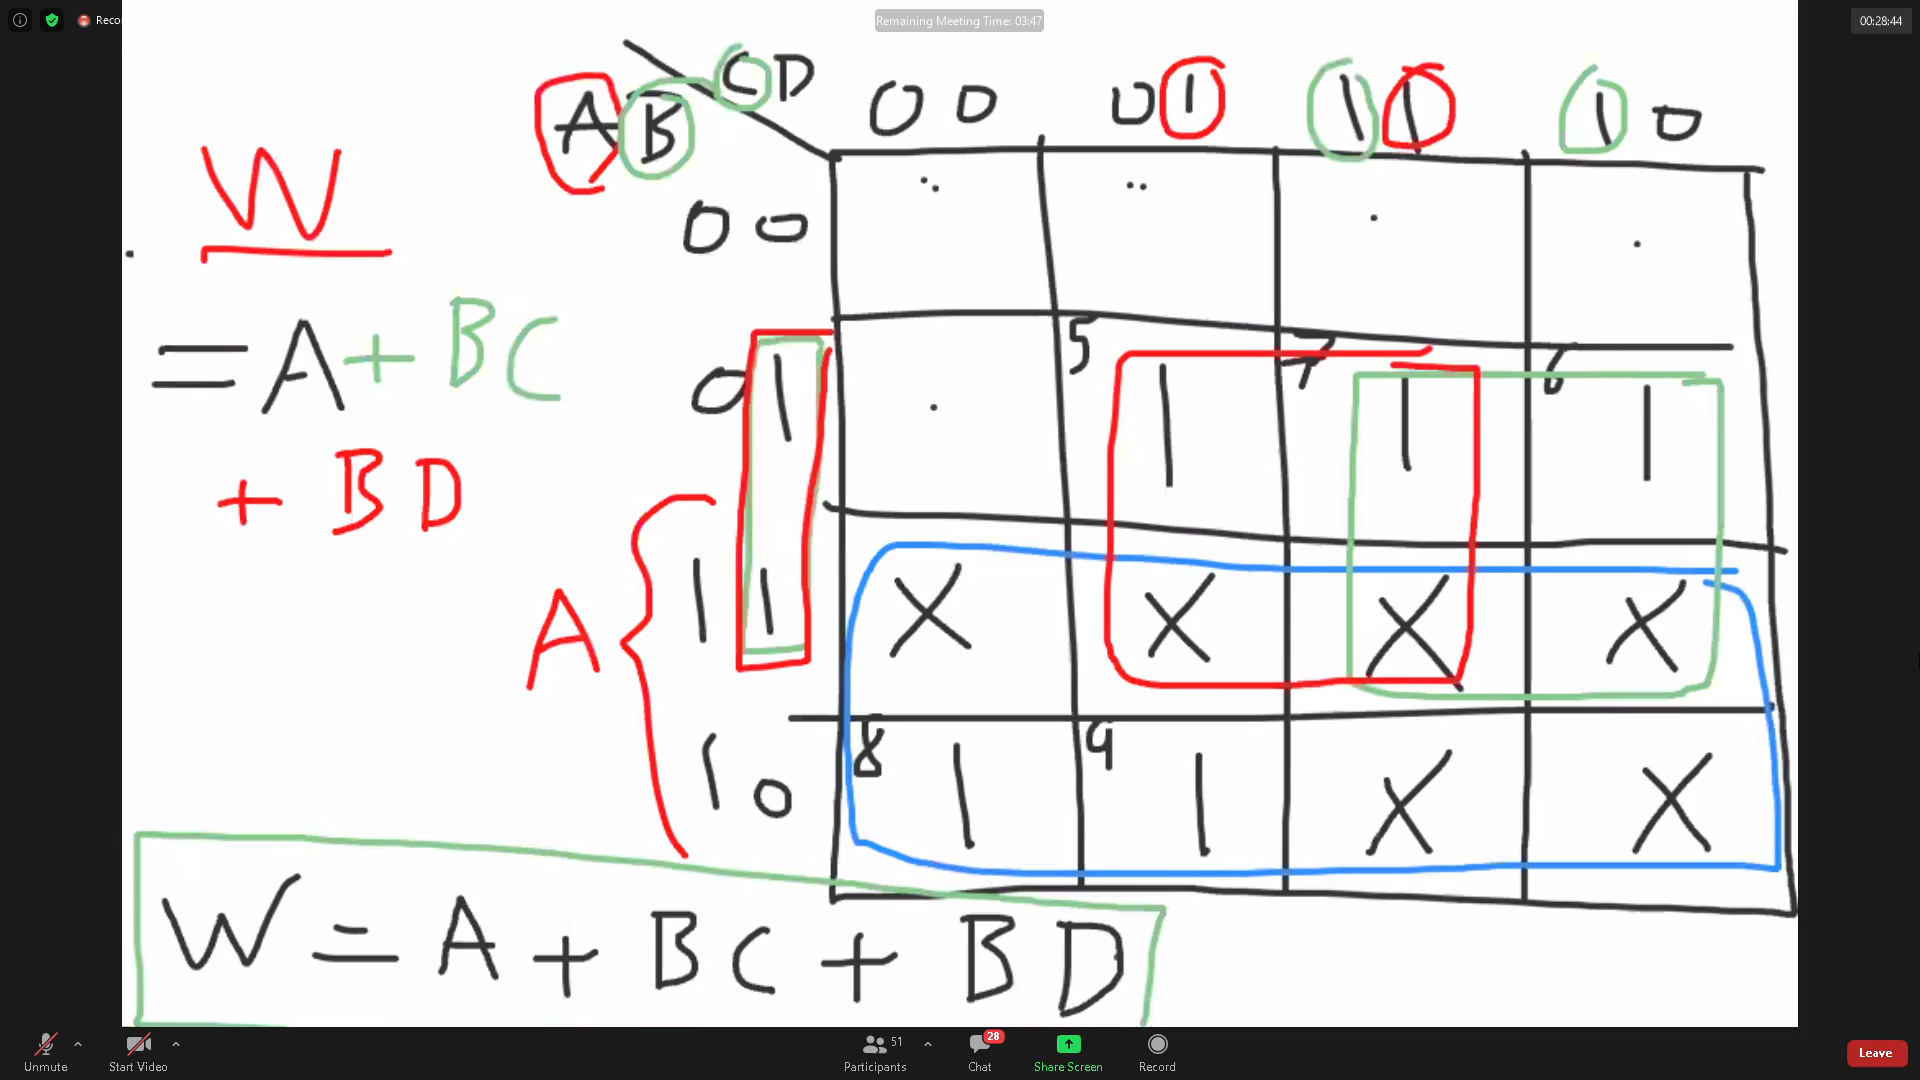 Reco
Remaining Meeting Time: 03:47
00:28:44
AB CD 00 01 11 10
W
00
= A + BC
01 5 1 7 1 6 1
+ BD
A
11 X X X X
10 8 1 9 1 X X
W = A + BC + BD
Unmute Start Video Participants 51 Chat 28 Share Screen Record Leave